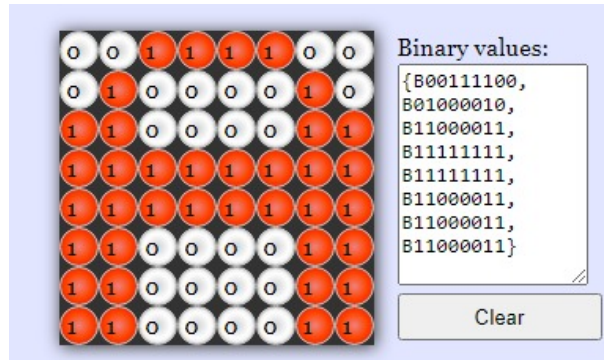 0 0 1 1 1 1 0 0
0 1 0 0 0 0 1 0
1 1 0 0 0 0 1 1
1 1 1 1 1 1 1 1
1 1 1 1 1 1 1 1
1 1 0 0 0 0 1 1
1 1 0 0 0 0 1 1
1 1 0 0 0 0 1 1
Binary values:
{B00111100,
B01000010,
B11000011,
B11111111,
B11111111,
B11000011,
B11000011,
B11000011}
Clear